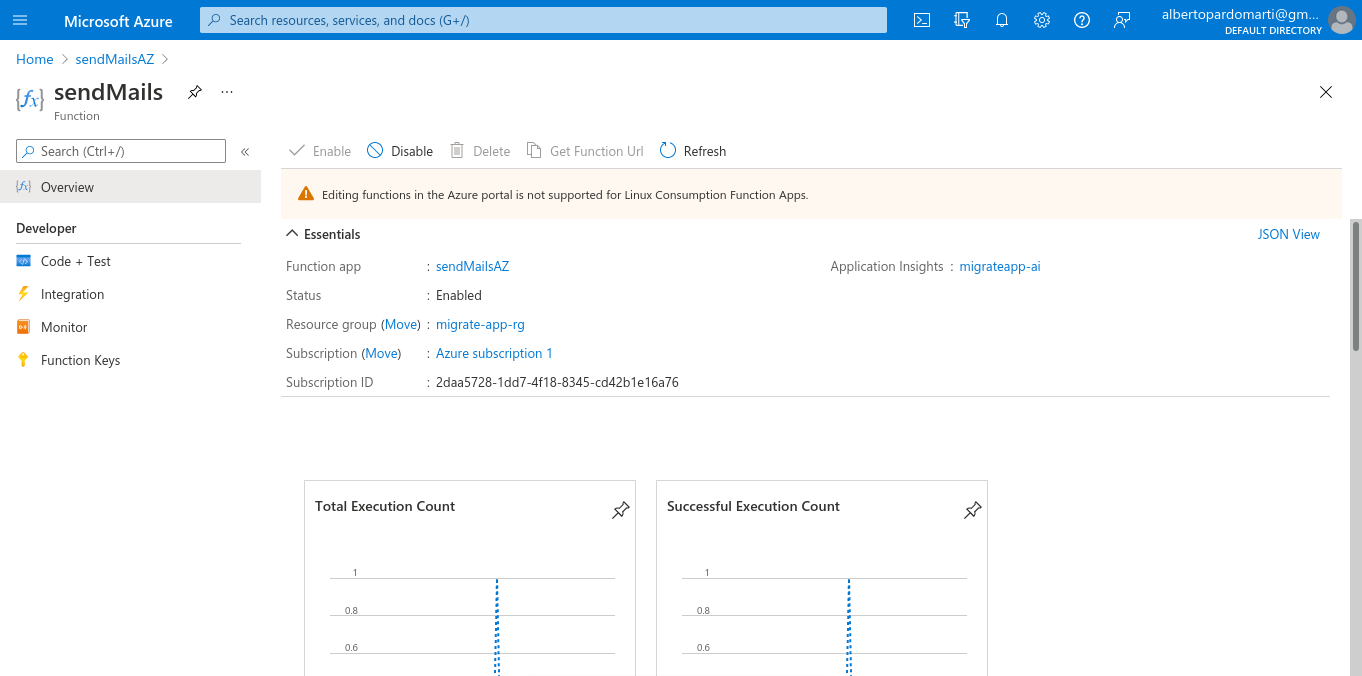 Microsoft Azure
Search resources, services, and docs (G+/)
albertopardomarti@gm...
DEFAULT DIRECTORY
Home > sendMailsAZ >
{fx} sendMails ...
Function
Search (Ctrl+/) «
Enable Disable Delete Get Function Url Refresh
Overview
Developer
Code + Test
Integration
Monitor
Function Keys
Editing functions in the Azure portal is not supported for Linux Consumption Function Apps.
Essentials
JSON View
Function app : sendMailsAZ
Application Insights : migrateapp-ai
Status : Enabled
Resource group (Move) : migrate-app-rg
Subscription (Move) : Azure subscription 1
Subscription ID : 2daa5728-1dd7-4f18-8345-cd42b1e16a76
Total Execution Count
1
0.8
0.6
Successful Execution Count
1
0.8
0.6